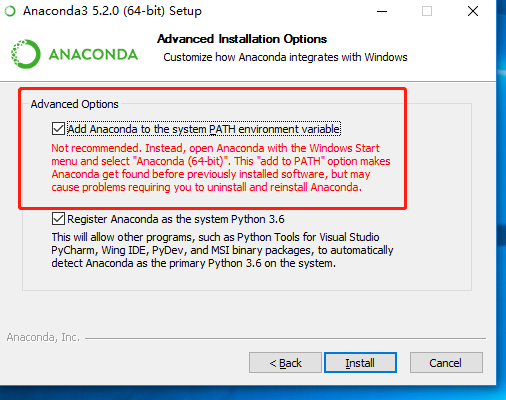 Anaconda3 5.2.0 (64-bit) Setup
ANACONDA
Advanced Installation Options
Customize how Anaconda integrates with Windows
Advanced Options
Add Anaconda to the system PATH environment variable
Not recommended. Instead, open Anaconda with the Windows Start
menu and select "Anaconda (64-bit)". This "add to PATH" option makes
Anaconda get found before previously installed software, but may
cause problems requiring you to uninstall and reinstall Anaconda.
Register Anaconda as the system Python 3.6
This will allow other programs, such as Python Tools for Visual Studio
PyCharm, Wing IDE, PyDev, and MSI binary packages, to automatically
detect Anaconda as the primary Python 3.6 on the system.
Anaconda, Inc.
< Back
Install
Cancel